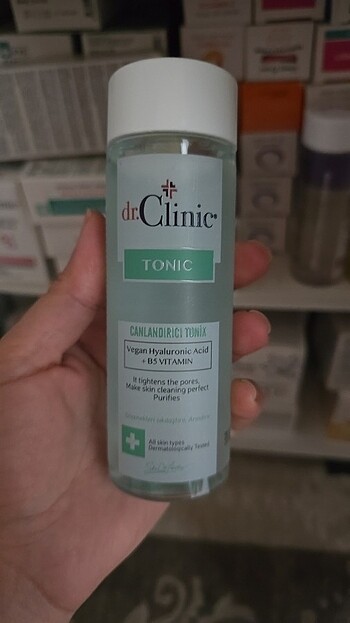 dr.Clinic
TONIC
CANLANDIRICI TONİK
Vegan Hyaluronic Acid
+ B5 VITAMIN
It tightens the pores,
Make skin cleaning perfect
Purifies
All skin types
Dermatologically Tested